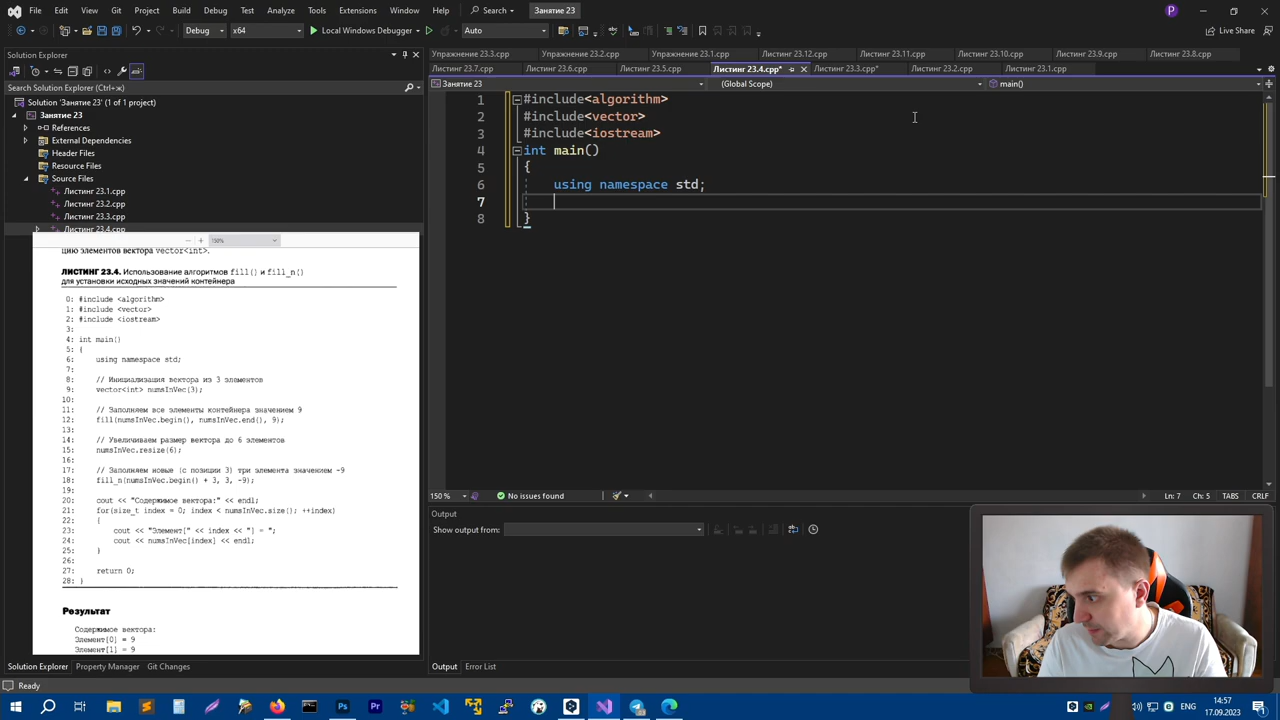 File Edit View Git Project Build Debug Test Analyze Tools Extensions Window Help Search Занятие 23 P
Debug x64 Local Windows Debugger Auto Live Share
Solution Explorer
Search Solution Explorer (Ctrl+ж)
Solution 'Занятие 23' (1 of 1 project)
Занятие 23
References
External Dependencies
Header Files
Resource Files
Source Files
Листинг 23.1.cpp
Листинг 23.2.cpp
Листинг 23.3.cpp
Листинг 23.4.cpp
150%
цию элементов вектора vector<int>.
ЛИСТИНГ 23.4. Использование алгоритмов fill() и fill_n()
для установки исходных значений контейнера
0: #include <algorithm>
1: #include <vector>
2: #include <iostream>
3:
4: int main()
5: {
6: using namespace std;
7:
8: // Инициализация вектора из 3 элементов
9: vector<int> numsInVec(3);
10:
11: // Заполняем все элементы контейнера значением 9
12: fill(numsInVec.begin(), numsInVec.end(), 9);
13:
14: // Увеличиваем размер вектора до 6 элементов
15: numsInVec.resize(6);
16:
17: // Заполняем новые (с позиции 3) три элемента значением -9
18: fill_n(numsInVec.begin() + 3, 3, -9);
19:
20: cout << "Содержимое вектора:" << endl;
21: for(size_t index = 0; index < numsInVec.size(); ++index)
22: {
23: cout << "Элемент[" << index << "] = ";
24: cout << numsInVec[index] << endl;
25: }
26:
27: return 0;
28: }
Результат
Содержимое вектора:
Элемент[0] = 9
Элемент[1] = 9
Solution Explorer Property Manager Git Changes
Упражнение 23.3.cpp Упражнение 23.2.cpp Упражнение 23.1.cpp Листинг 23.12.cpp Листинг 23.11.cpp Листинг 23.10.cpp Листинг 23.9.cpp Листинг 23.8.cpp
Листинг 23.7.cpp Листинг 23.6.cpp Листинг 23.5.cpp Листинг 23.4.cpp* Листинг 23.3.cpp* Листинг 23.2.cpp Листинг 23.1.cpp
Занятие 23 (Global Scope) main()
1 #include<algorithm>
2 #include<vector>
3 #include<iostream>
4 int main()
5 {
6 using namespace std;
7
8 }
150 % No issues found Ln: 7 Ch: 5 TABS CRLF
Output
Show output from:
Output Error List
Ready
14:57
17.09.2023